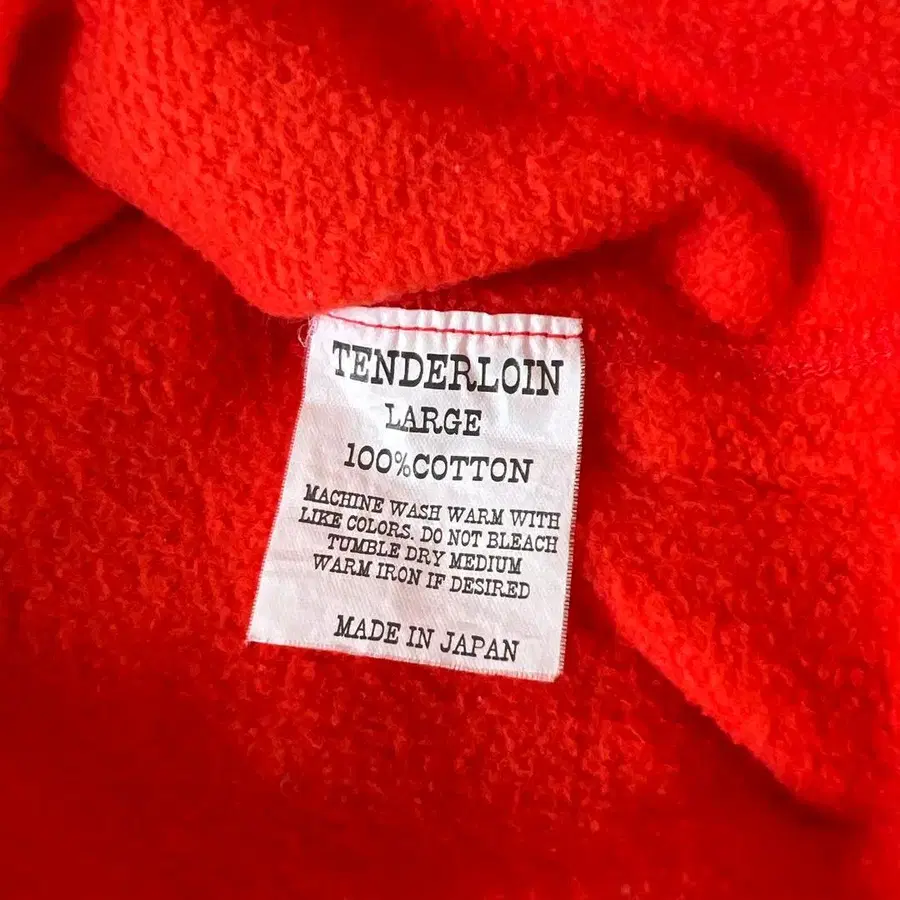 TENDERLOIN
LARGE
100%COTTON
MACHINE WASH WARM WITH
LIKE COLORS. DO NOT BLEACH
TUMBLE DRY MEDIUM
WARM IRON IF DESIRED
MADE IN JAPAN